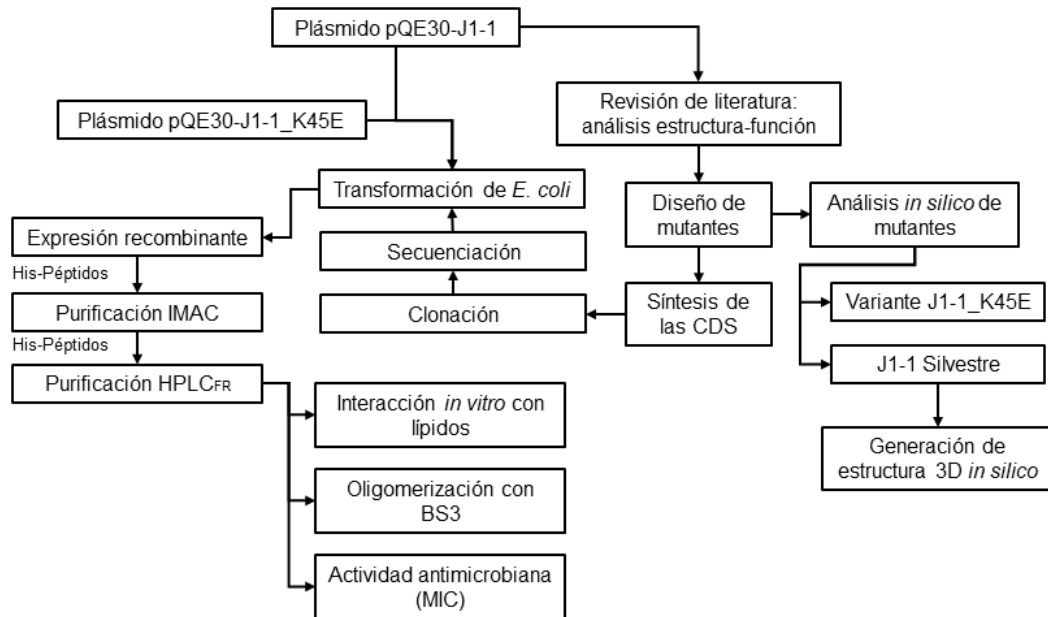 Plásmido pQE30-J1-1
Plásmido pQE30-J1-1_K45E
Revisión de literatura:
análisis estructura-función
Transformación de E. coli
Diseño de
mutantes
Análisis in silico de
mutantes
Expresión recombinante
Secuenciación
His-Péptidos
Purificación IMAC
Clonación
Síntesis de
las CDS
Variante J1-1_K45E
His-Péptidos
Purificación HPLCFR
J1-1 Silvestre
Interacción in vitro con
lípidos
Generación de
estructura 3D in silico
Oligomerización con
BS3
Actividad antimicrobiana
(MIC)